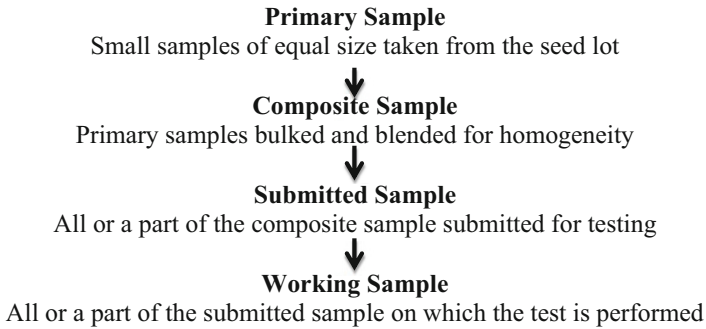 Primary Sample
Small samples of equal size taken from the seed lot
Composite Sample
Primary samples bulked and blended for homogeneity
Submitted Sample
All or a part of the composite sample submitted for testing
Working Sample
All or a part of the submitted sample on which the test is performed